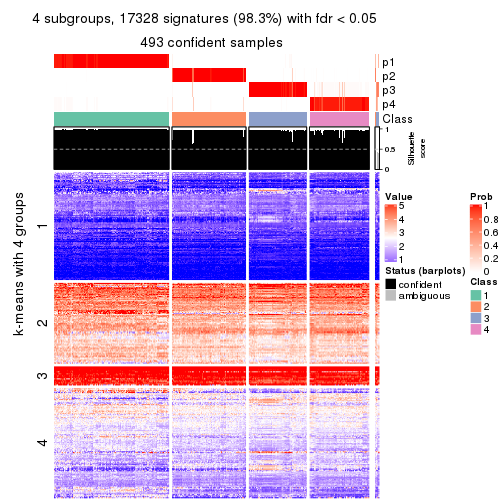 4 subgroups, 17328 signatures (98.3%) with fdr < 0.05
493 confident samples
p1
p2
p3
p4
Class
1
0.5
0
Silhouette
score
k-means with 4 groups
1
2
3
4
Value
5
4
3
2
1
Status (barplots)
confident
ambiguous
Prob
1
0.8
0.6
0.4
0.2
0
Class
1
2
3
4